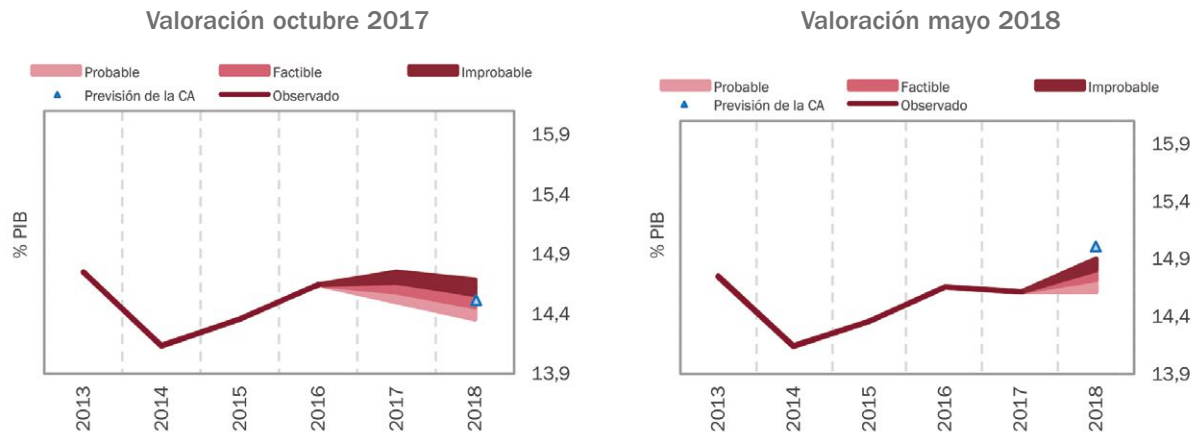 Valoración octubre 2017
Probable Factible Improbable
Previsión de la CA Observado
% PIB
15,9
15,4
14,9
14,4
13,9
2013 2014 2015 2016 2017 2018
Valoración mayo 2018
Probable Factible Improbable
Previsión de la CA Observado
% PIB
15,9
15,4
14,9
14,4
13,9
2013 2014 2015 2016 2017 2018